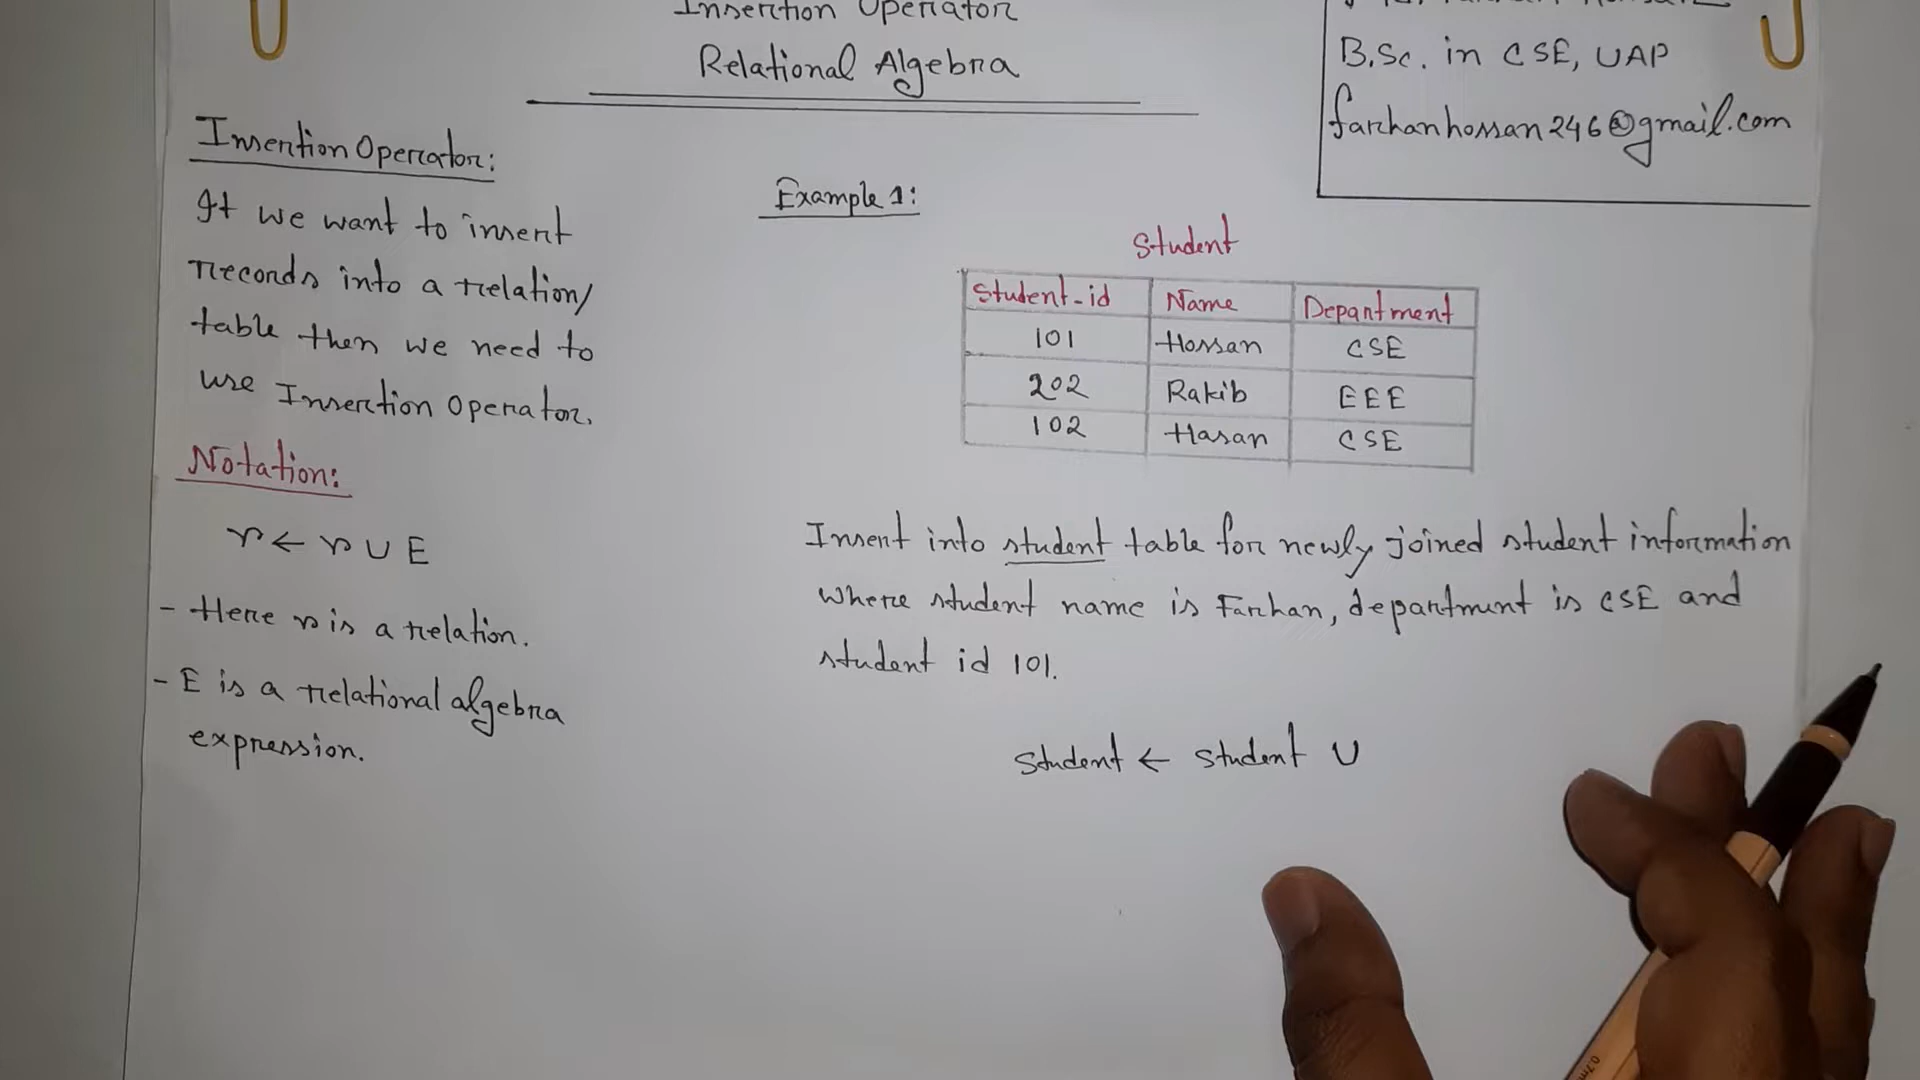 Insertion Operator
Relational Algebra
B.Sc. in CSE, UAP
farhanhossan246@gmail.com
Insertion Operator:
If we want to insert
records into a relation/
table then we need to
use Insertion Operator.
Notation:
r ← r ∪ E
- Here r is a relation.
- E is a relational algebra
expression.
Example 1:
Student
Student-id Name Department
101 Hossan CSE
202 Rakib EEE
102 Hasan CSE
Insert into student table for newly joined student information
where student name is Farhan, department is CSE and
student id 101.
Student ← Student ∪